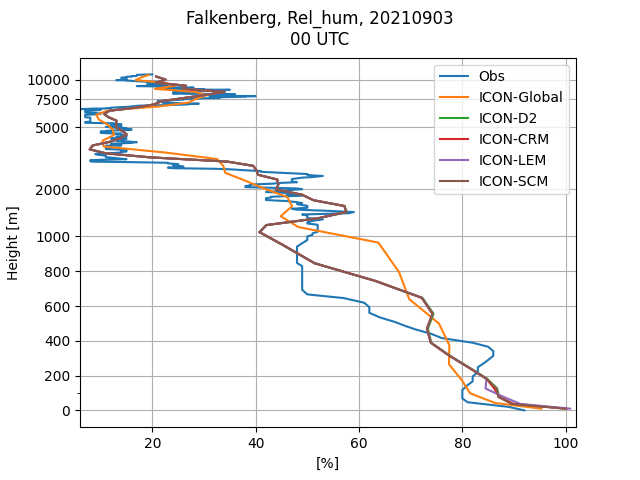 Falkenberg, Rel_hum, 20210903
00 UTC
Obs
ICON-Global
ICON-D2
ICON-CRM
ICON-LEM
ICON-SCM
10000
7500
5000
2000
1000
800
600
400
200
0
Height [m]
20
40
60
80
100
[%]